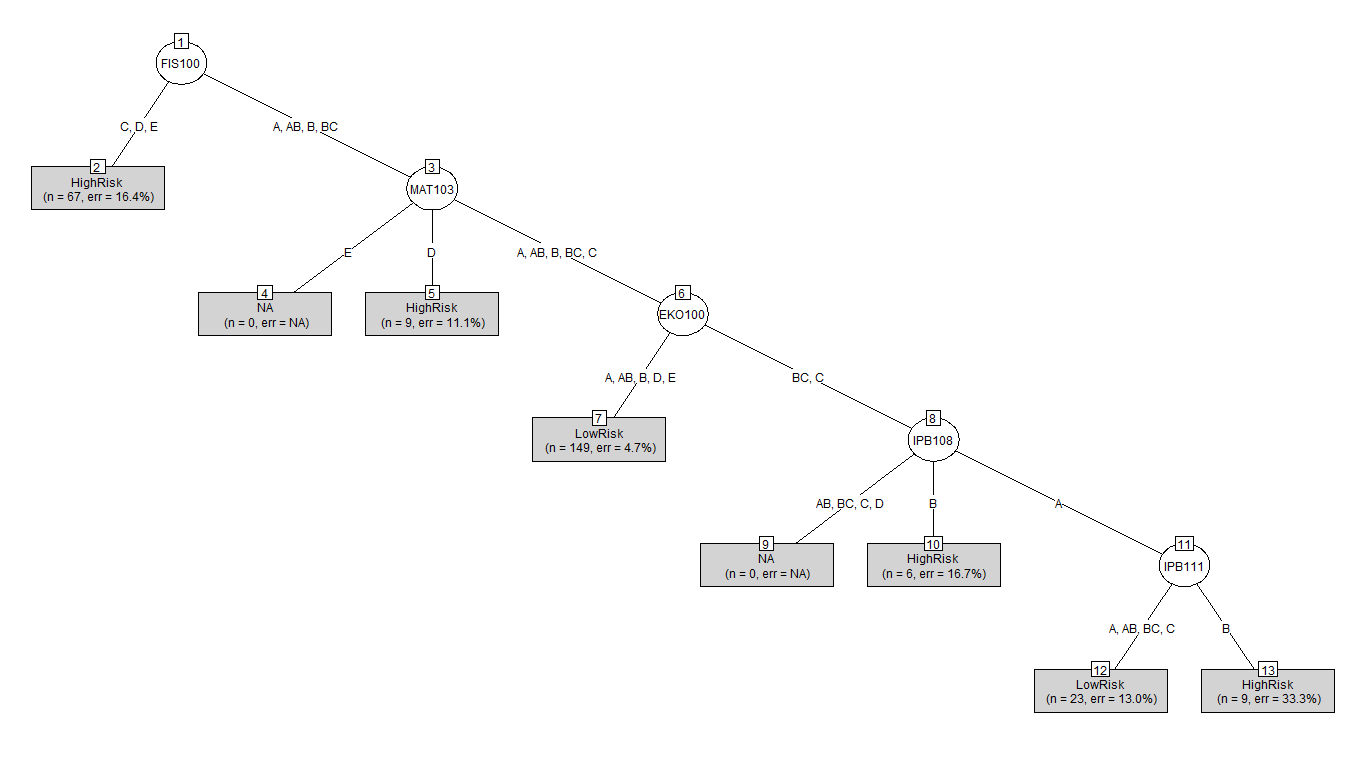 1
FIS100
C, D, E
A, AB, B, BC
2
HighRisk
(n = 67, err = 16.4%)
3
MAT103
E
D
A, AB, B, BC, C
4
NA
(n = 0, err = NA)
5
HighRisk
(n = 9, err = 11.1%)
6
EKO100
A, AB, B, D, E
BC, C
7
LowRisk
(n = 149, err = 4.7%)
8
IPB108
AB, BC, C, D
B
A
9
NA
(n = 0, err = NA)
10
HighRisk
(n = 6, err = 16.7%)
11
IPB111
A, AB, BC, C
B
12
LowRisk
(n = 23, err = 13.0%)
13
HighRisk
(n = 9, err = 33.3%)